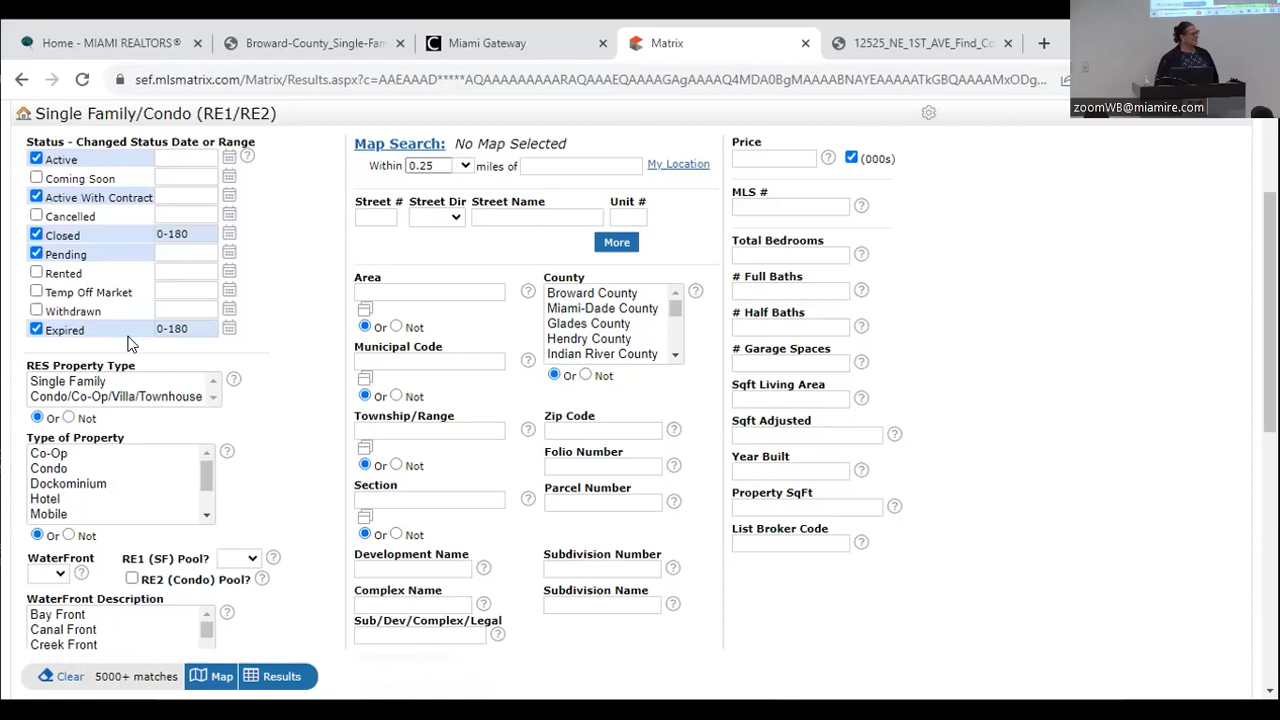 Home - MIAMI REALTORS®
Broward-County_Single-Fam
Miami Gateway
Matrix
12525_NE_1ST_AVE_Find_Co
zoomWB@miamire.com
Single Family/Condo (RE1/RE2)
Status - Changed Status Date or Range
Active
Coming Soon
Active With Contract
Cancelled
Closed 0-180
Pending
Rented
Temp Off Market
Withdrawn
Expired 0-180
RES Property Type
Single Family
Condo/Co-Op/Villa/Townhouse
Or Not
Type of Property
Co-Op
Condo
Dockominium
Hotel
Mobile
Or Not
WaterFront
RE1 (SF) Pool?
RE2 (Condo) Pool?
WaterFront Description
Bay Front
Canal Front
Creek Front
Map Search: No Map Selected
Within 0.25 miles of My Location
Street # Street Dir Street Name Unit #
More
Area
Or Not
Municipal Code
Or Not
Township/Range
Or Not
Section
Or Not
Development Name
Complex Name
Sub/Dev/Complex/Legal
County
Broward County
Miami-Dade County
Glades County
Hendry County
Indian River County
Or Not
Zip Code
Folio Number
Parcel Number
Subdivision Number
Subdivision Name
Price
(000s)
MLS #
Total Bedrooms
# Full Baths
# Half Baths
# Garage Spaces
Sqft Living Area
Sqft Adjusted
Year Built
Property SqFt
List Broker Code
Clear 5000+ matches Map Results